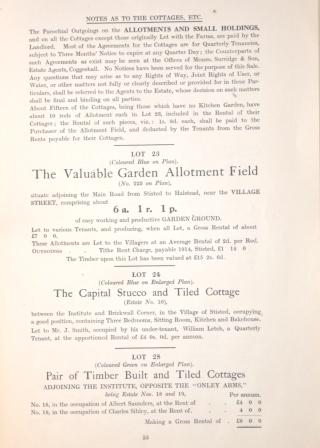 NOTES AS TO THE COTTAGES, ETC.
The Parochial Outgoings on the ALLOTMENTS AND SMALL HOLDINGS,
and on all the Cottages except those originally Let with the Farms, are paid by the
Landlord. Most of the Agreements for the Cottages are for Quarterly Tenancies,
subject to Three Months' Notice to expire at any Quarter Day; the Counterparts of
such Agreements as exist may be seen at the Offices of Messrs. Surridge & Son,
Estate Agents, Coggeshall. No Notices have been served for the purpose of this Sale.
Any questions that may arise as to any Rights of Way, Joint Rights of User, or
Water, or other matters not fully or clearly described or provided for in these Par-
ticulars, shall be referred to the Agents to the Estate, whose decision on such matters
shall be final and binding on all parties.
About Fifteen of the Cottages, being those which have no Kitchen Garden, have
about 10 rods of Allotment each in Lot 23, included in the Rental of their
Cottages; the Rental of such pieces, viz.: 1s. 6d. each, shall be paid to the
Purchaser of the Allotment Field, and deducted by the Tenants from the Gross
Rents payable for their Cottages.
LOT 23
(Coloured Blue on Plan).
The Valuable Garden Allotment Field
(No. 225 on Plan),
situate adjoining the Main Road from Stisted to Halstead, near the VILLAGE
STREET, comprising about
6 a. 1 r. 1 p.
of easy working and productive GARDEN GROUND.
Let to various Tenants, and producing, when all Let, a Gross Rental of about
£7 0 0.
These Allotments are Let to the Villagers at an Average Rental of 2d. per Rod.
OUTGOINGS . Tithe Rent Charge, payable 1914, Stisted, £1 14 0
The Timber upon this Lot has been valued at £15 2s. 6d.
LOT 24
(Coloured Blue on Enlarged Plan).
The Capital Stucco and Tiled Cottage
(Estate No. 10),
between the Institute and Brickwall Corner, in the Village of Stisted, occupying
a good position, containing Three Bedrooms, Sitting Room, Kitchen and Bakehouse.
Let to Mr. J. Smith, occupied by his under-tenant, William Letch, a Quarterly
Tenant, at the apportioned Rental of £4 0s. 0d. per annum.
LOT 28
(Coloured Green on Enlarged Plan).
Pair of Timber Built and Tiled Cottages
ADJOINING THE INSTITUTE, OPPOSITE THE "ONLEY ARMS,"
being Estate Nos. 18 and 19,
Per annum.
No. 18, in the occupation of Albert Saunders, at the Rent of . . £4 0 0
No. 19, in the occupation of Charles Sibley, at the Rent of. . 4 0 0
Making a Gross Rental of . £8 0 0